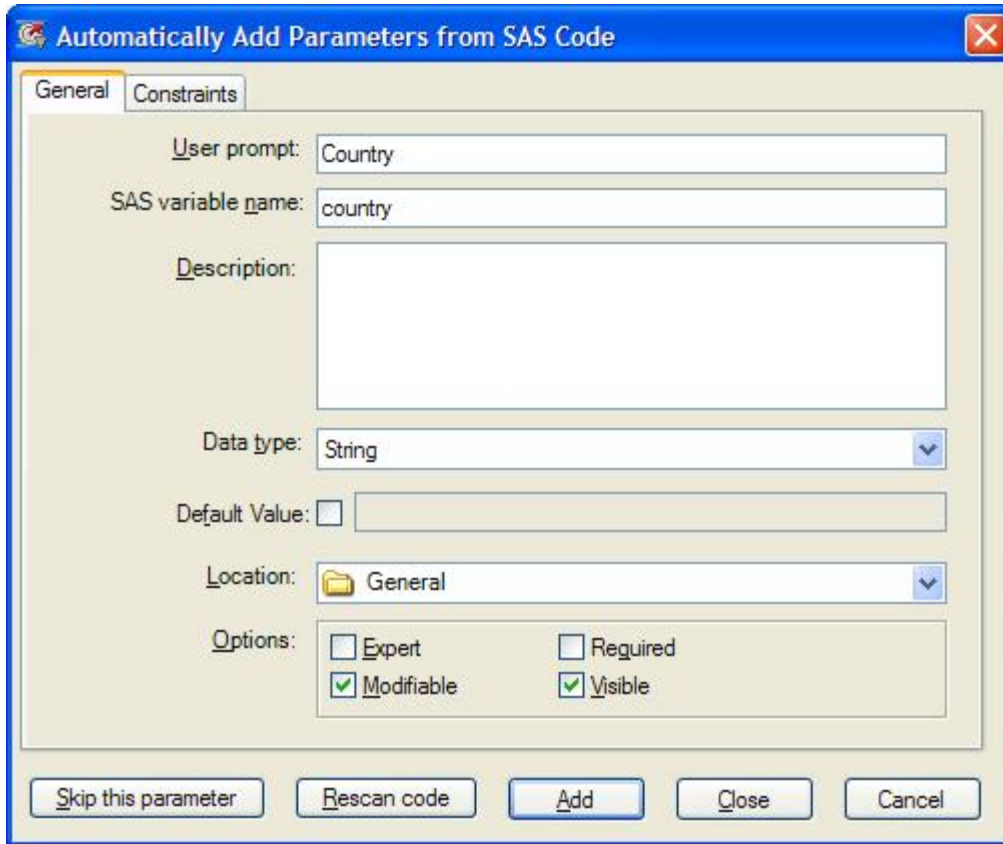 Automatically Add Parameters from SAS Code
General Constraints
User prompt: Country
SAS variable name: country
Description:
Data type: String
Default Value:
Location: General
Options: Expert Required
Modifiable Visible
Skip this parameter Rescan code Add Close Cancel